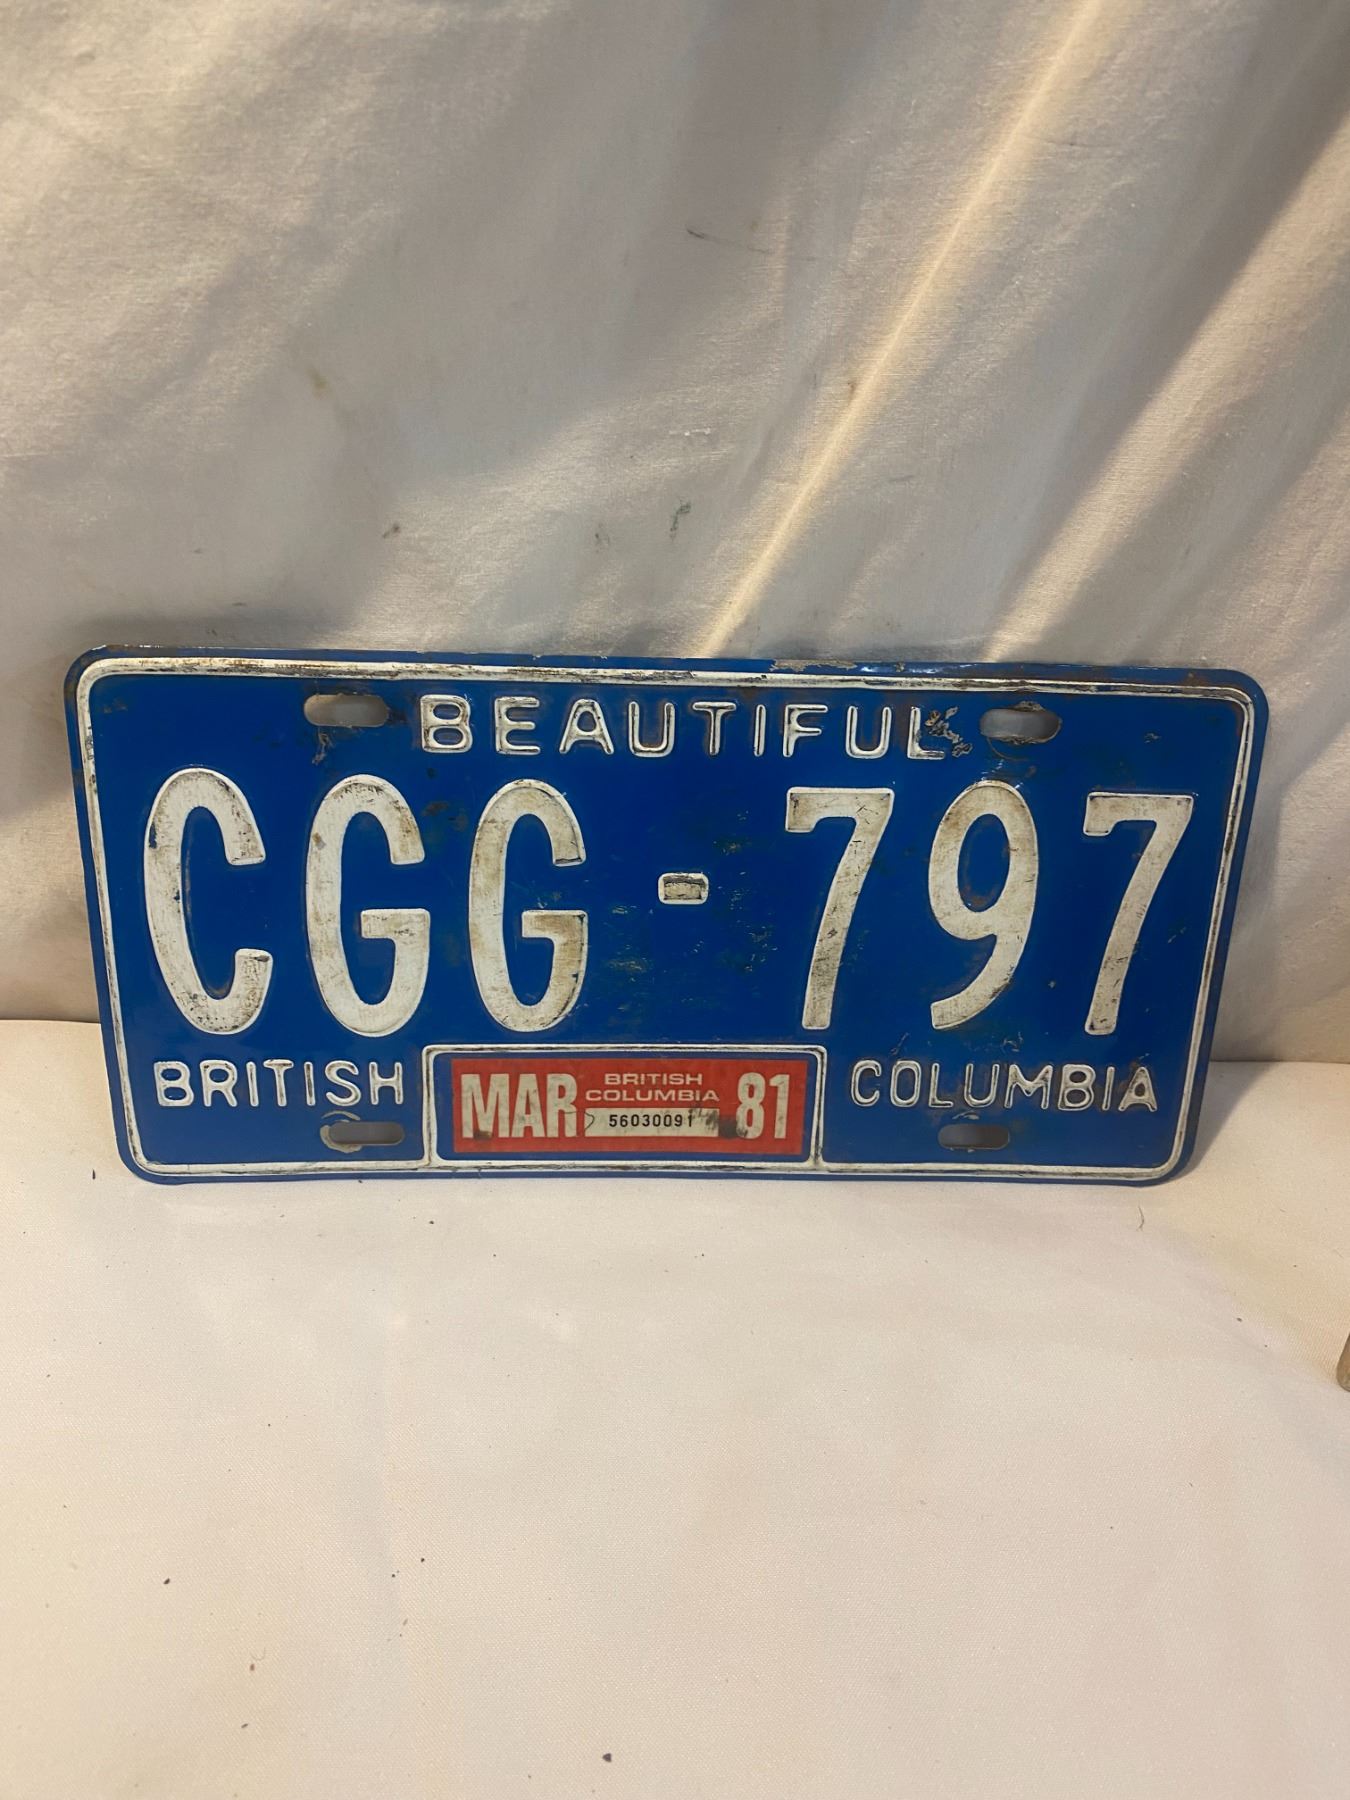 BEAUTIFUL
CGG-797
BRITISH COLUMBIA
MAR BRITISH COLUMBIA 81
56030091